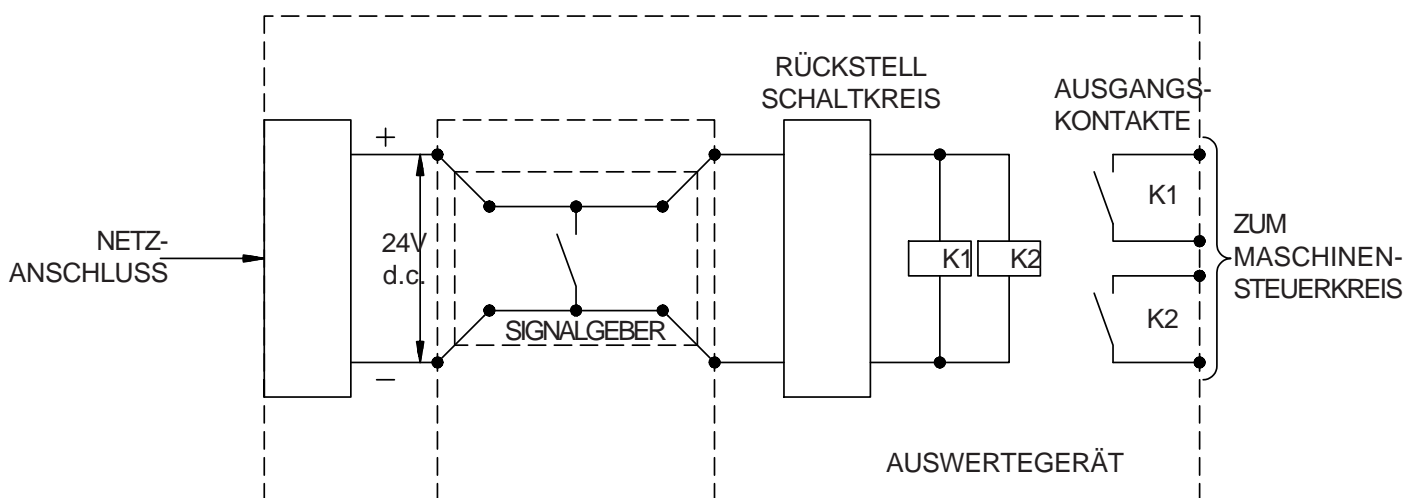 RÜCKSTELL
SCHALTKREIS
AUSGANGS-
KONTAKTE
+
K1
NETZ-
ANSCHLUSS
24V
d.c.
K1
K2
ZUM
MASCHINEN-
STEUERKREIS
K2
SIGNALGEBER
–
AUSWERTEGERÄT